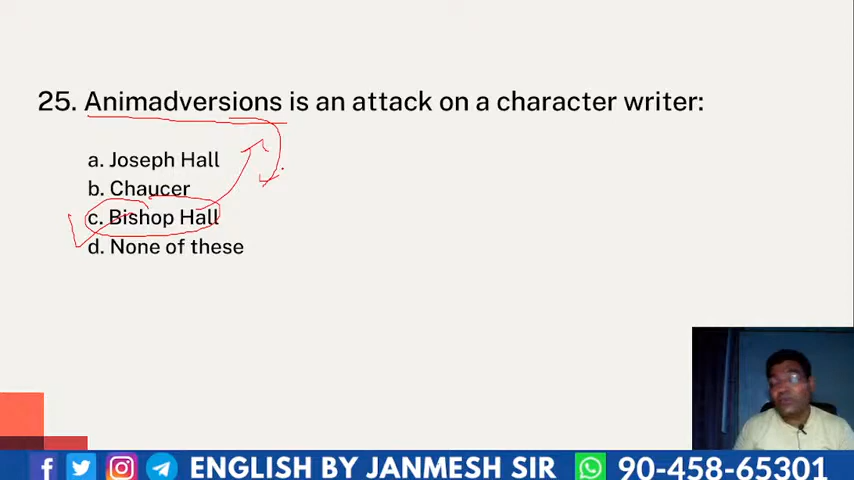 25. Animadversions is an attack on a character writer:
a. Joseph Hall
b. Chaucer
c. Bishop Hall
d. None of these
ENGLISH BY JANMESH SIR 90-458-65301